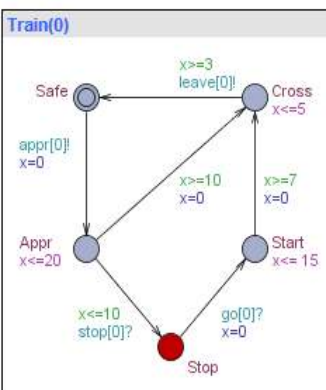 Train(0)
x>=3
leave[0]!
Safe
Cross
x<=5
appr[0]!
x=0
x>=10
x=0
x>=7
x=0
Appr
x<=20
Start
x<= 15
x<=10
stop[0]?
go[0]?
x=0
Stop